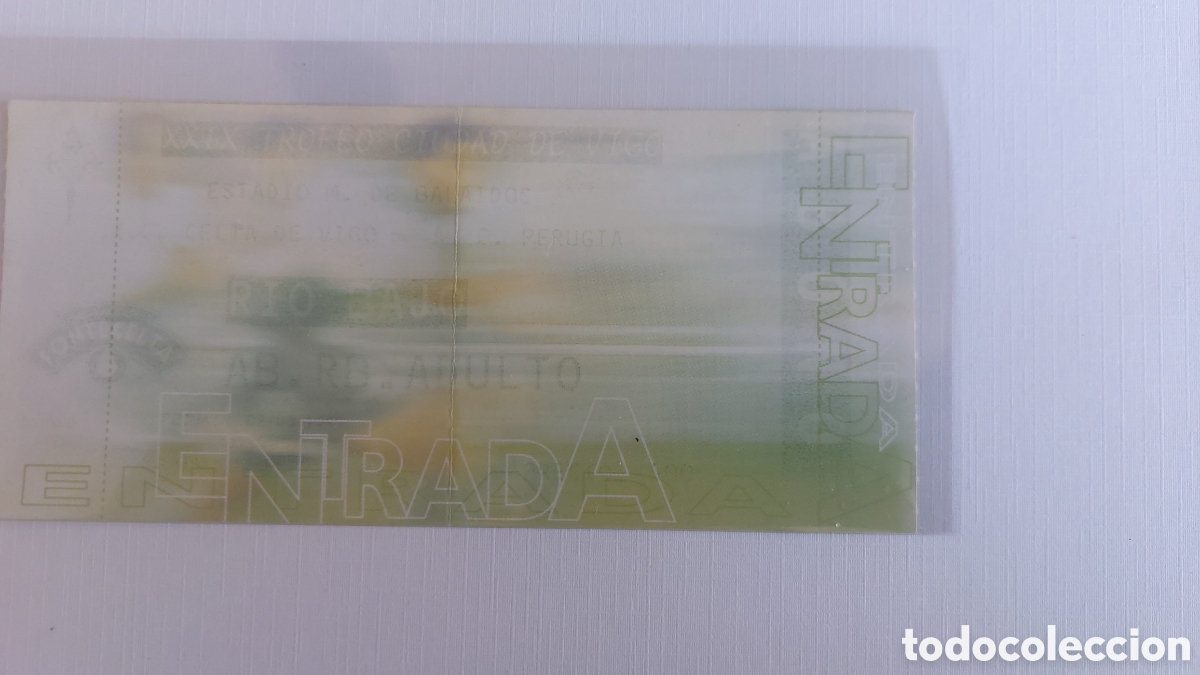 XXIX TROFEO CIUDAD DE VIGO
ESTADIO M. DE BALAIDOS
CELTA DE VIGO PERUGIA
RIO BAJO
AB.RB.ADULTO
ENTRADA
ENTRADA
ENTRADA
ENTRADA
todocoleccion